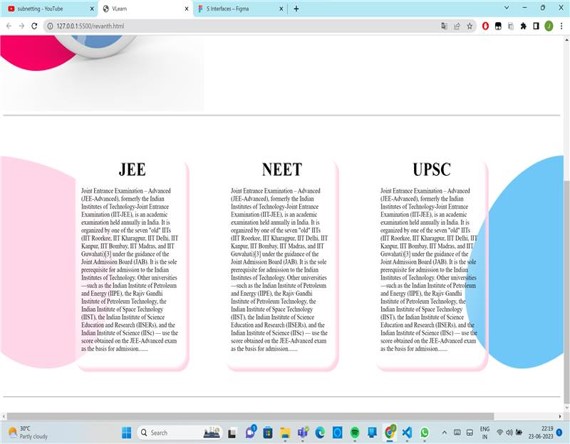 subnetting - YouTube
VLearn
5 Interfaces – Figma
127.0.0.1:5500/revanth.html
JEE
Joint Entrance Examination – Advanced
(JEE-Advanced), formerly the Indian
Institutes of Technology-Joint Entrance
Examination (IIT-JEE), is an academic
examination held annually in India. It is
organized by one of the seven "old" IITs
(IIT Roorkee, IIT Kharagpur, IIT Delhi, IIT
Kanpur, IIT Bombay, IIT Madras, and IIT
Guwahati)[3] under the guidance of the
Joint Admission Board (JAB). It is the sole
prerequisite for admission to the Indian
Institutes of Technology. Other universities
—such as the Indian Institute of Petroleum
and Energy (IIPE), the Rajiv Gandhi
Institute of Petroleum Technology, the
Indian Institute of Space Technology
(IIST), the Indian Institute of Science
Education and Research (IISERs), and the
Indian Institute of Science (IISc) — use the
score obtained on the JEE-Advanced exam
as the basis for admission......
NEET
Joint Entrance Examination – Advanced
(JEE-Advanced), formerly the Indian
Institutes of Technology-Joint Entrance
Examination (IIT-JEE), is an academic
examination held annually in India. It is
organized by one of the seven "old" IITs
(IIT Roorkee, IIT Kharagpur, IIT Delhi, IIT
Kanpur, IIT Bombay, IIT Madras, and IIT
Guwahati)[3] under the guidance of the
Joint Admission Board (JAB). It is the sole
prerequisite for admission to the Indian
Institutes of Technology. Other universities
—such as the Indian Institute of Petroleum
and Energy (IIPE), the Rajiv Gandhi
Institute of Petroleum Technology, the
Indian Institute of Space Technology
(IIST), the Indian Institute of Science
Education and Research (IISERs), and the
Indian Institute of Science (IISc) — use the
score obtained on the JEE-Advanced exam
as the basis for admission......
UPSC
Joint Entrance Examination – Advanced
(JEE-Advanced), formerly the Indian
Institutes of Technology-Joint Entrance
Examination (IIT-JEE), is an academic
examination held annually in India. It is
organized by one of the seven "old" IITs
(IIT Roorkee, IIT Kharagpur, IIT Delhi, IIT
Kanpur, IIT Bombay, IIT Madras, and IIT
Guwahati)[3] under the guidance of the
Joint Admission Board (JAB). It is the sole
prerequisite for admission to the Indian
Institutes of Technology. Other universities
—such as the Indian Institute of Petroleum
and Energy (IIPE), the Rajiv Gandhi
Institute of Petroleum Technology, the
Indian Institute of Space Technology
(IIST), the Indian Institute of Science
Education and Research (IISERs), and the
Indian Institute of Science (IISc) — use the
score obtained on the JEE-Advanced exam
as the basis for admission......
30°C
Partly cloudy
Search
ENG
IN
22:19
23-06-2023